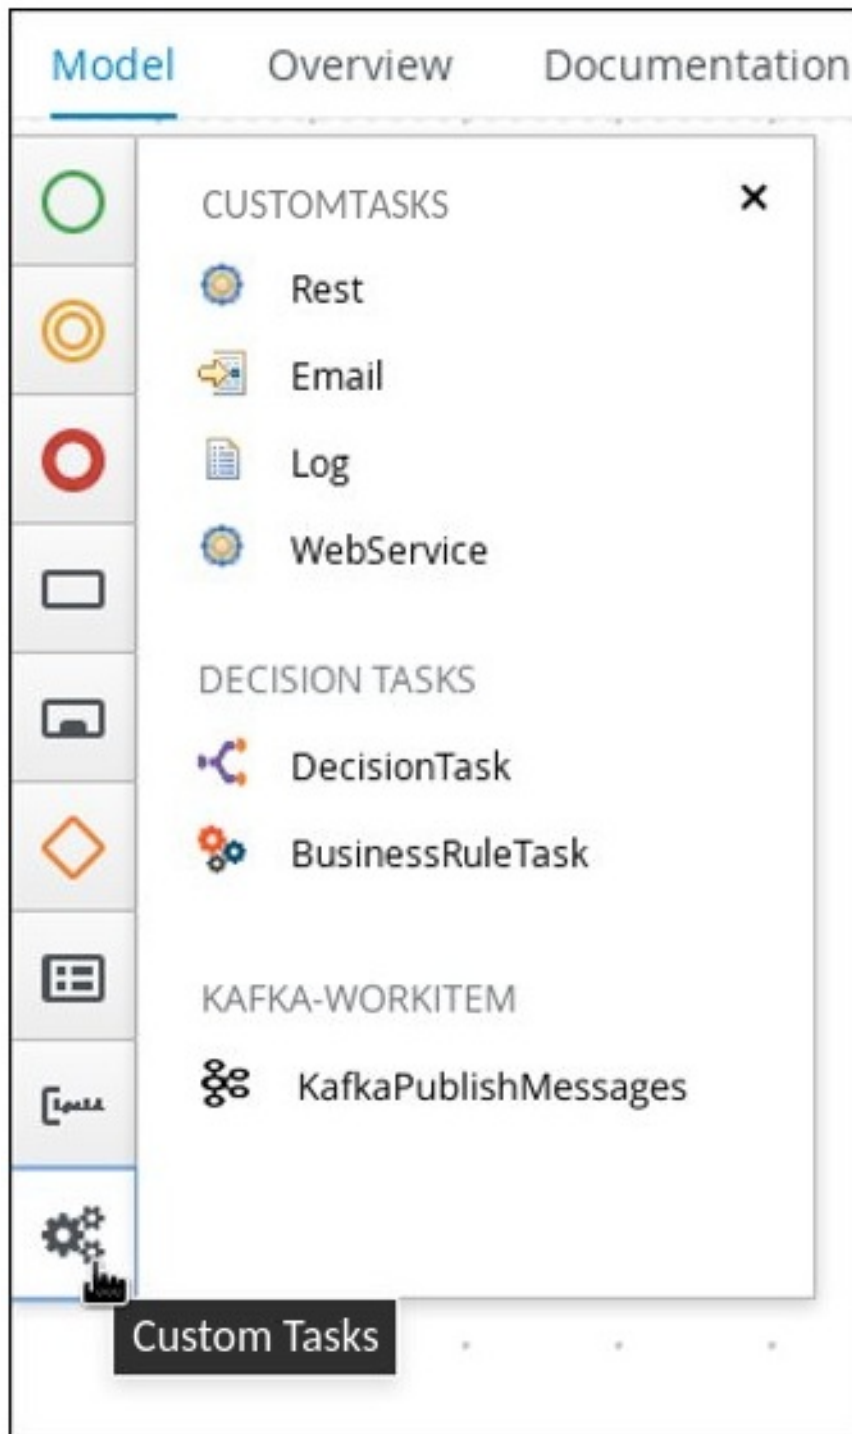 Model Overview Documentation
CUSTOMTASKS
Rest
Email
Log
WebService
DECISION TASKS
DecisionTask
BusinessRuleTask
KAFKA-WORKITEM
KafkaPublishMessages
Custom Tasks